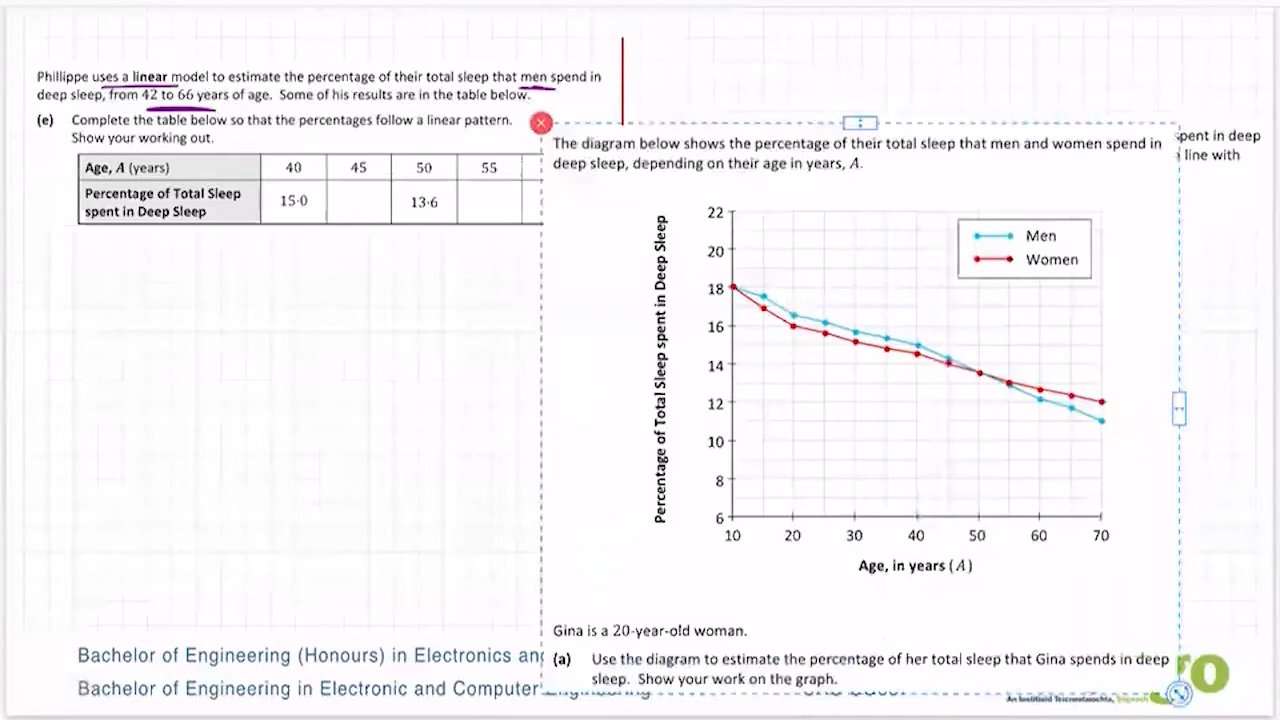 Phillippe uses a linear model to estimate the percentage of their total sleep that men spend in
deep sleep, from 42 to 66 years of age. Some of his results are in the table below.
(e) Complete the table below so that the percentages follow a linear pattern.
Show your working out.
Age, A (years) 40 45 50 55
Percentage of Total Sleep
spent in Deep Sleep 15·0 13·6
spent in deep
line with
The diagram below shows the percentage of their total sleep that men and women spend in
deep sleep, depending on their age in years, A.
Percentage of Total Sleep spent in Deep Sleep
22
20
18
16
14
12
10
8
6
10 20 30 40 50 60 70
Age, in years (A)
Men
Women
Gina is a 20-year-old woman.
(a) Use the diagram to estimate the percentage of her total sleep that Gina spends in deep
sleep. Show your work on the graph.
Bachelor of Engineering (Honours) in Electronics an
Bachelor of Engineering in Electronic and Computer Engineering
An Institiúid Teicneolaíochta,
ro